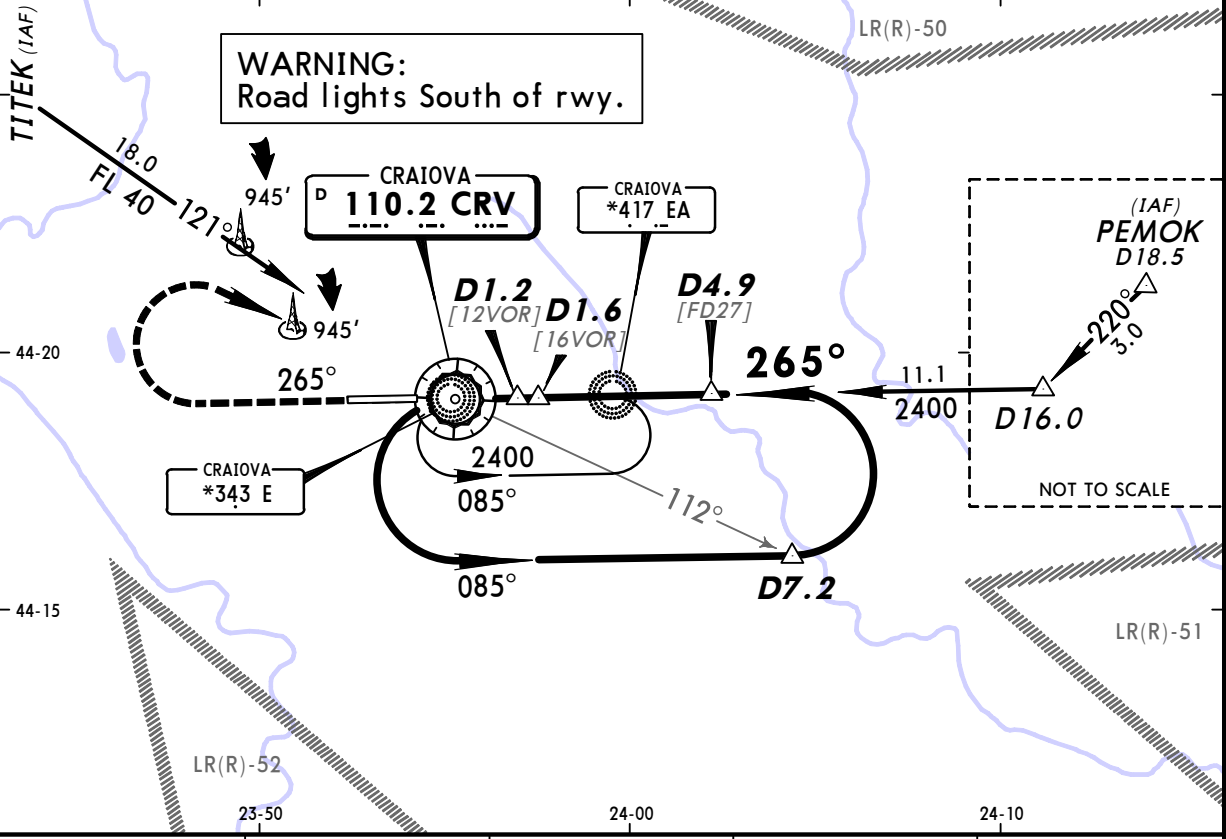 LR(R)-50
TITEK (IAF)
WARNING:
Road lights South of rwy.
18.0
FL 40
121°
945'
945'
CRAIOVA
D 110.2 CRV
CRAIOVA
*417 EA
(IAF)
PEMOK
D18.5
220°
3.0
D1.2
[12VOR]
D1.6
[16VOR]
D4.9
[FD27]
44-20
265°
265°
11.1
2400
D16.0
NOT TO SCALE
CRAIOVA
*343 E
2400
085°
112°
085°
D7.2
44-15
LR(R)-51
LR(R)-52
23-50
24-00
24-10